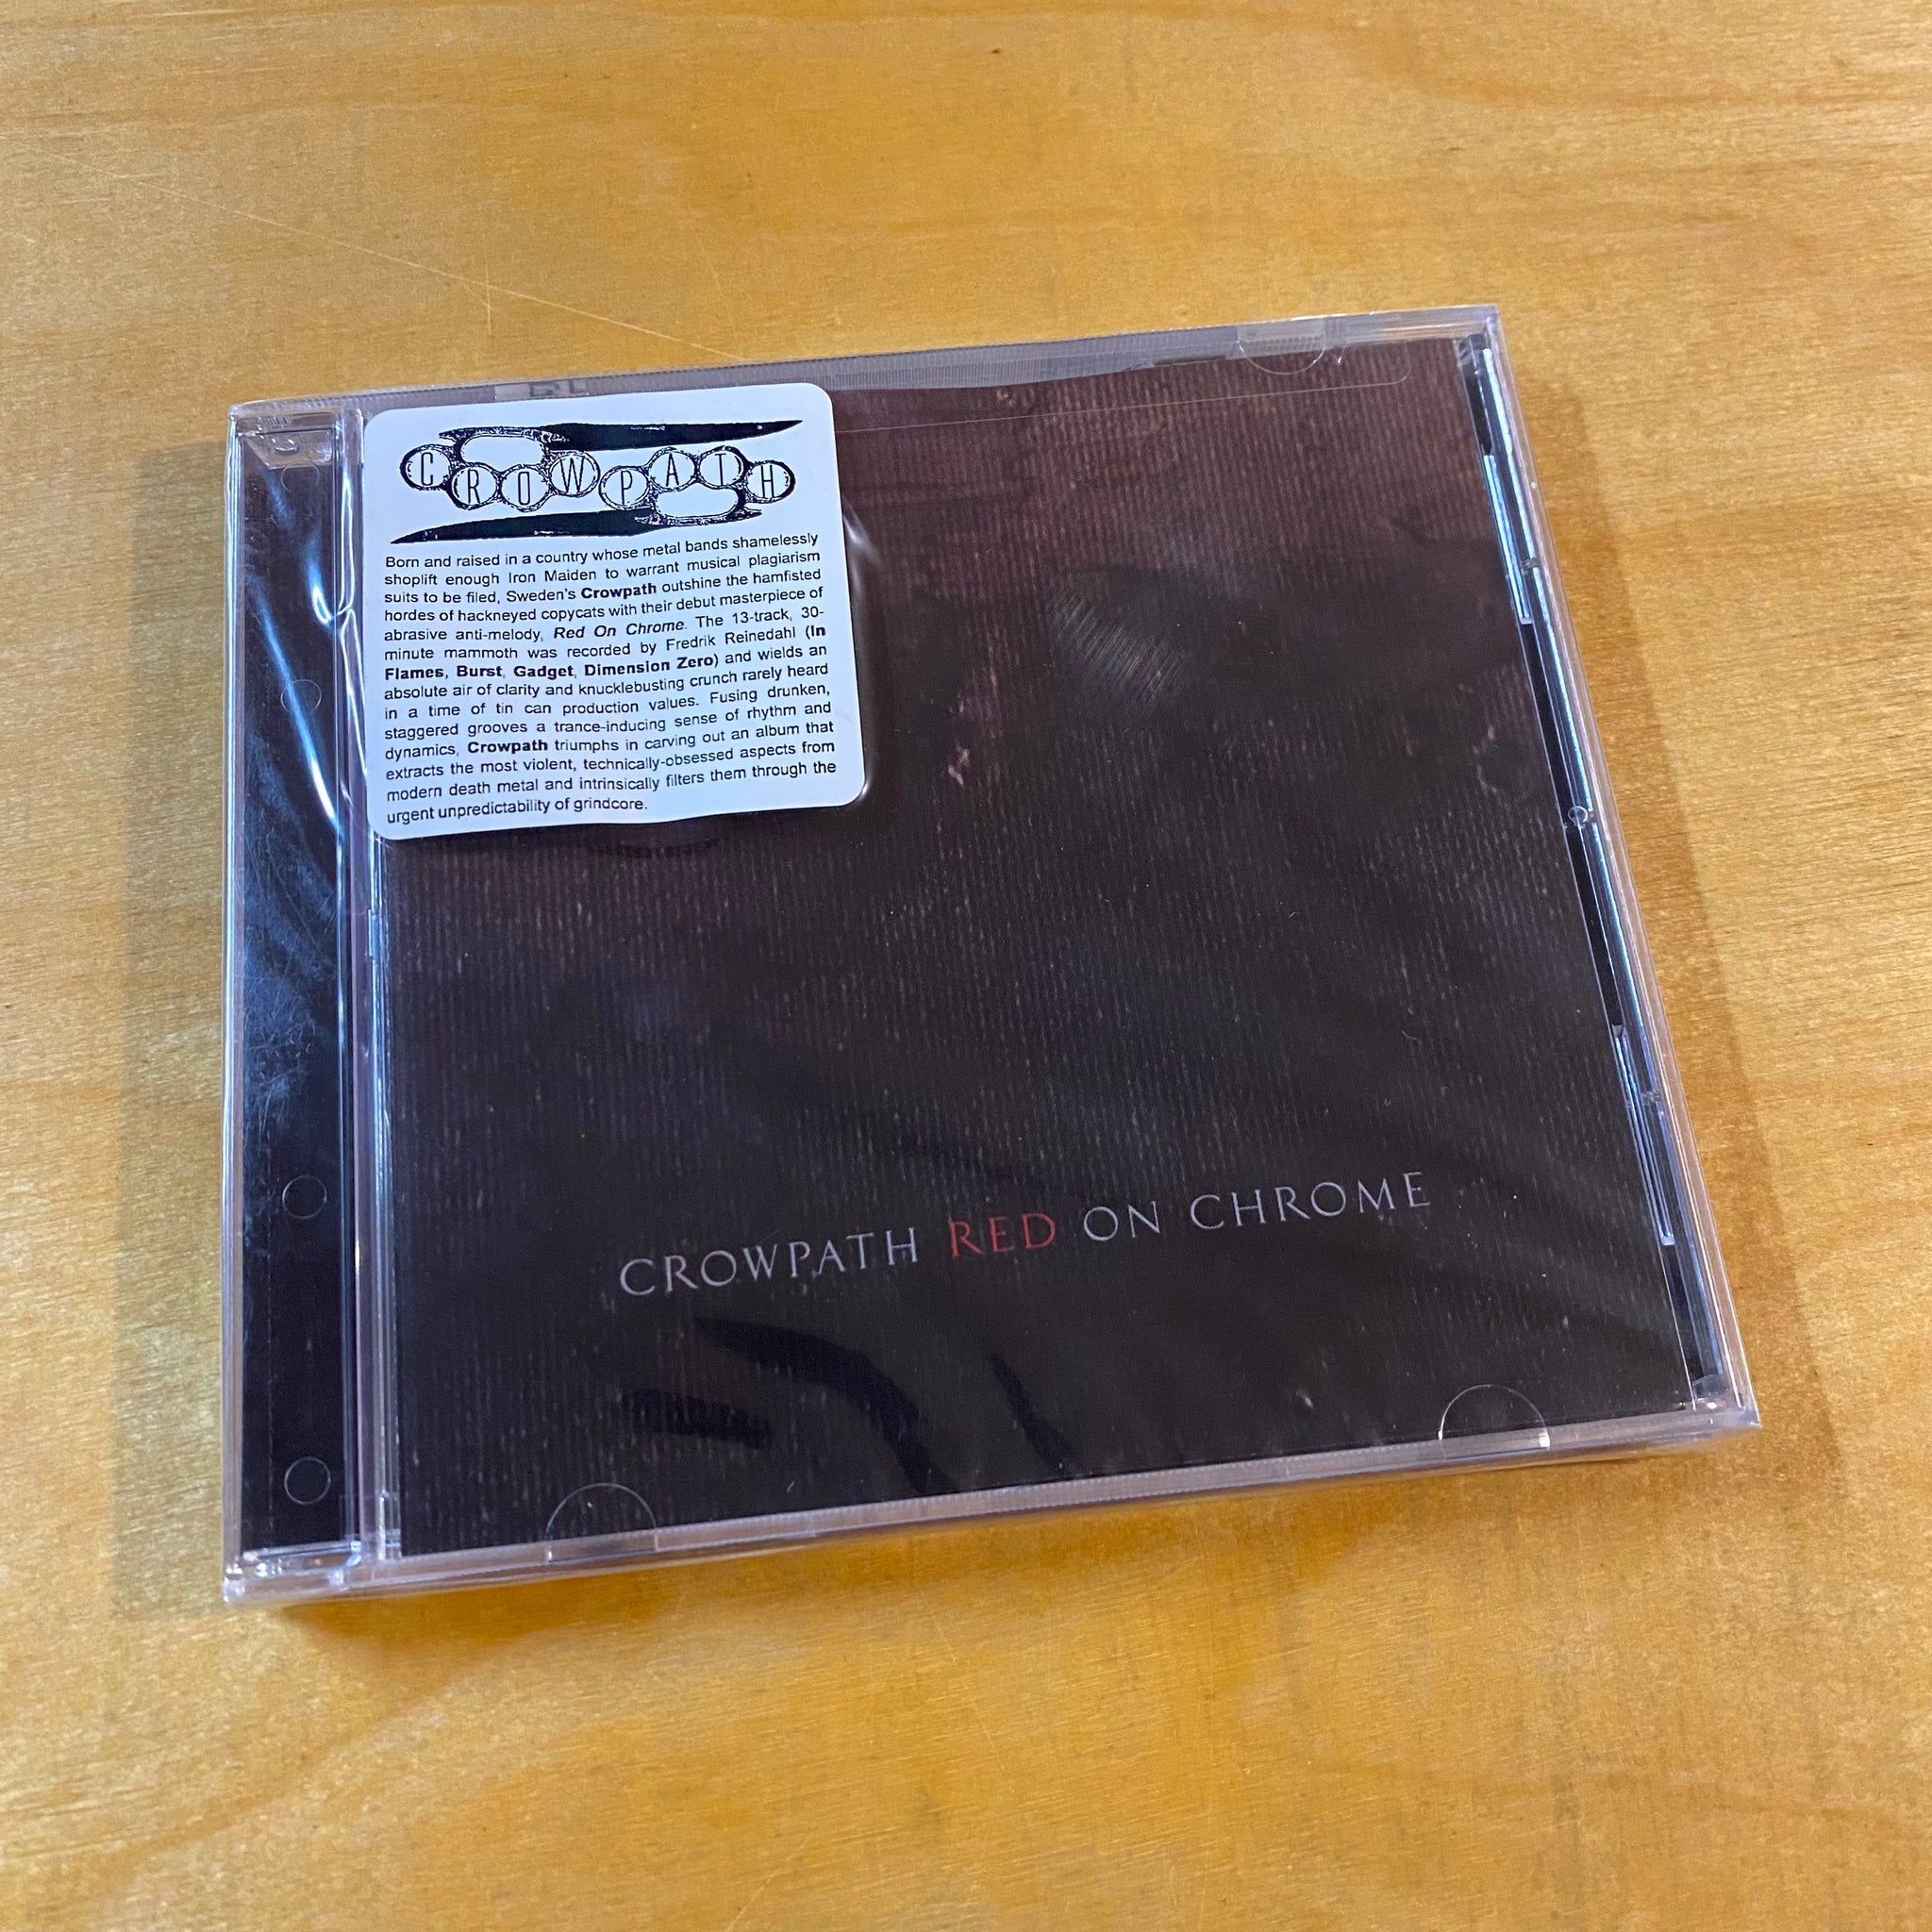 CROWPATH
Born and raised in a country whose metal bands shamelessly
shoplift enough Iron Maiden to warrant musical plagiarism
suits to be filed, Sweden's Crowpath outshine the hamfisted
hordes of hackneyed copycats with their debut masterpiece of
abrasive anti-melody, Red On Chrome. The 13-track, 30-
minute mammoth was recorded by Fredrik Reinedahl (In
Flames, Burst, Gadget, Dimension Zero) and wields an
absolute air of clarity and knucklebusting crunch rarely heard
in a time of tin can production values. Fusing drunken,
staggered grooves a trance-inducing sense of rhythm and
dynamics, Crowpath triumphs in carving out an album that
extracts the most violent, technically-obsessed aspects from
modern death metal and intrinsically filters them through the
urgent unpredictability of grindcore.
CROWPATH RED ON CHROME